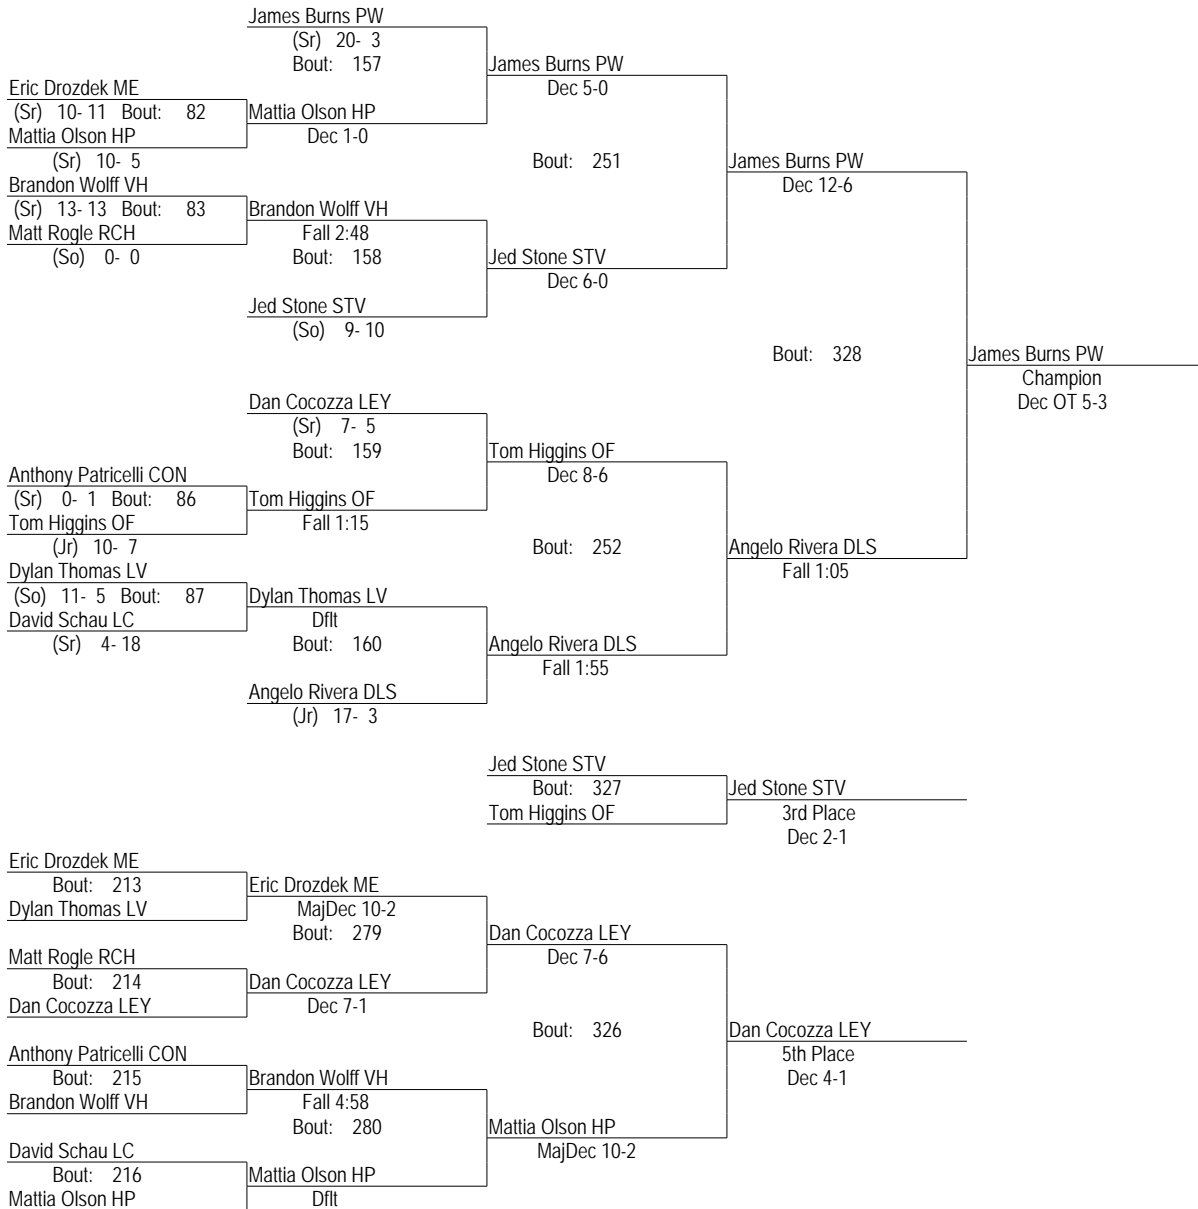 James Burns PW
(Sr) 20- 3
Bout: 157
James Burns PW
Dec 5-0
Eric Drozdek ME
(Sr) 10- 11 Bout: 82
Mattia Olson HP
Mattia Olson HP
Dec 1-0
(Sr) 10- 5
Bout: 251
James Burns PW
Dec 12-6
Brandon Wolff VH
(Sr) 13- 13 Bout: 83
Brandon Wolff VH
Matt Rogle RCH
Fall 2:48
(So) 0- 0
Bout: 158
Jed Stone STV
Dec 6-0
Jed Stone STV
(So) 9- 10
Bout: 328
James Burns PW
Champion
Dec OT 5-3
Dan Cocozza LEY
(Sr) 7- 5
Bout: 159
Tom Higgins OF
Dec 8-6
Anthony Patricelli CON
(Sr) 0- 1 Bout: 86
Tom Higgins OF
Tom Higgins OF
Fall 1:15
(Jr) 10- 7
Bout: 252
Angelo Rivera DLS
Fall 1:05
Dylan Thomas LV
(So) 11- 5 Bout: 87
Dylan Thomas LV
David Schau LC
Dflt
(Sr) 4- 18
Bout: 160
Angelo Rivera DLS
Fall 1:55
Angelo Rivera DLS
(Jr) 17- 3
Jed Stone STV
Bout: 327
Jed Stone STV
Tom Higgins OF
3rd Place
Dec 2-1
Eric Drozdek ME
Bout: 213
Eric Drozdek ME
Dylan Thomas LV
MajDec 10-2
Bout: 279
Dan Cocozza LEY
Dec 7-6
Matt Rogle RCH
Bout: 214
Dan Cocozza LEY
Dan Cocozza LEY
Dec 7-1
Bout: 326
Dan Cocozza LEY
5th Place
Dec 4-1
Anthony Patricelli CON
Bout: 215
Brandon Wolff VH
Brandon Wolff VH
Fall 4:58
Bout: 280
Mattia Olson HP
MajDec 10-2
David Schau LC
Bout: 216
Mattia Olson HP
Mattia Olson HP
Dflt